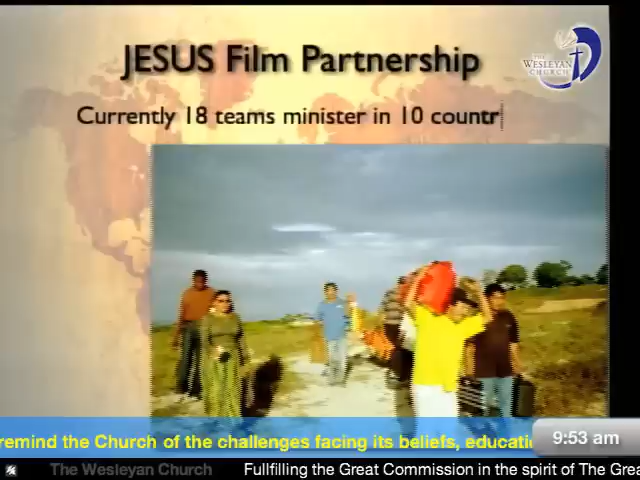 JESUS Film Partnership
THE
WESLEYAN
CHURCH
Currently 18 teams minister in 10 countr
remind the Church of the challenges facing its beliefs, educati
9:53 am
The Wesleyan Church
Fullfilling the Great Commission in the spirit of The Grea